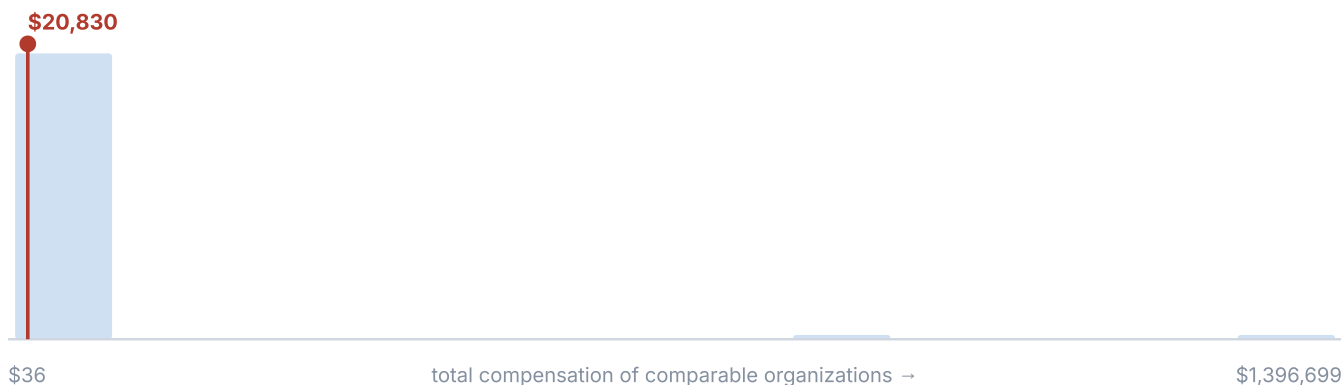 $20,830
$36 total compensation of comparable organizations → $1,396,699